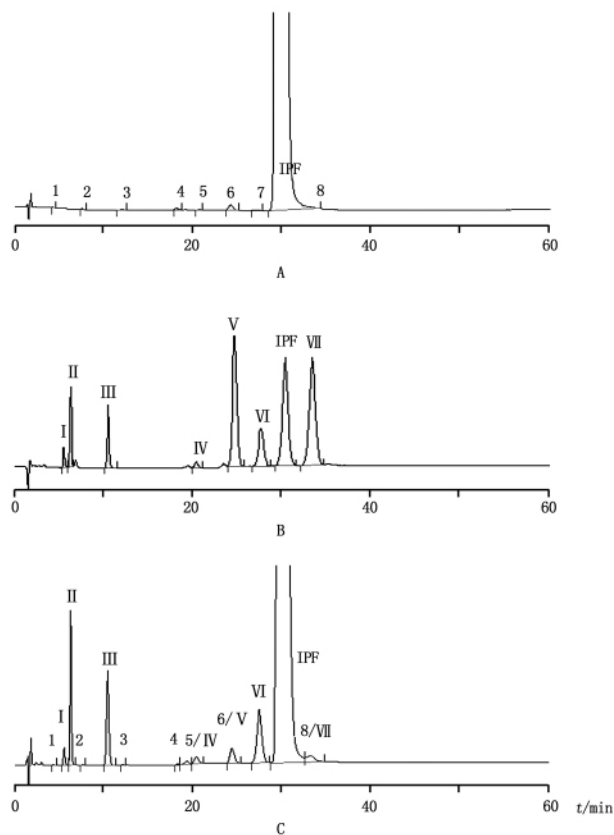 IPF
1 2 3 4 5 6 7 8
0 20 40 60
A
V IPF VII
II
III VI
I IV
0 20 40 60
B
II
III IPF
I VI
6/V
1 2 3 4 5/IV 8/VII
0 20 40 60 t/min
C